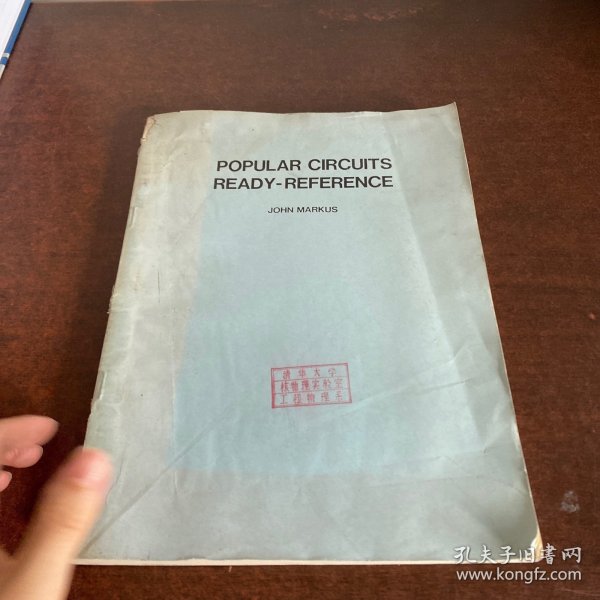 POPULAR CIRCUITS
READY-REFERENCE
JOHN MARKUS
清华大学
核物理实验室
工程物理系
孔夫子旧書网
www.kongfz.com